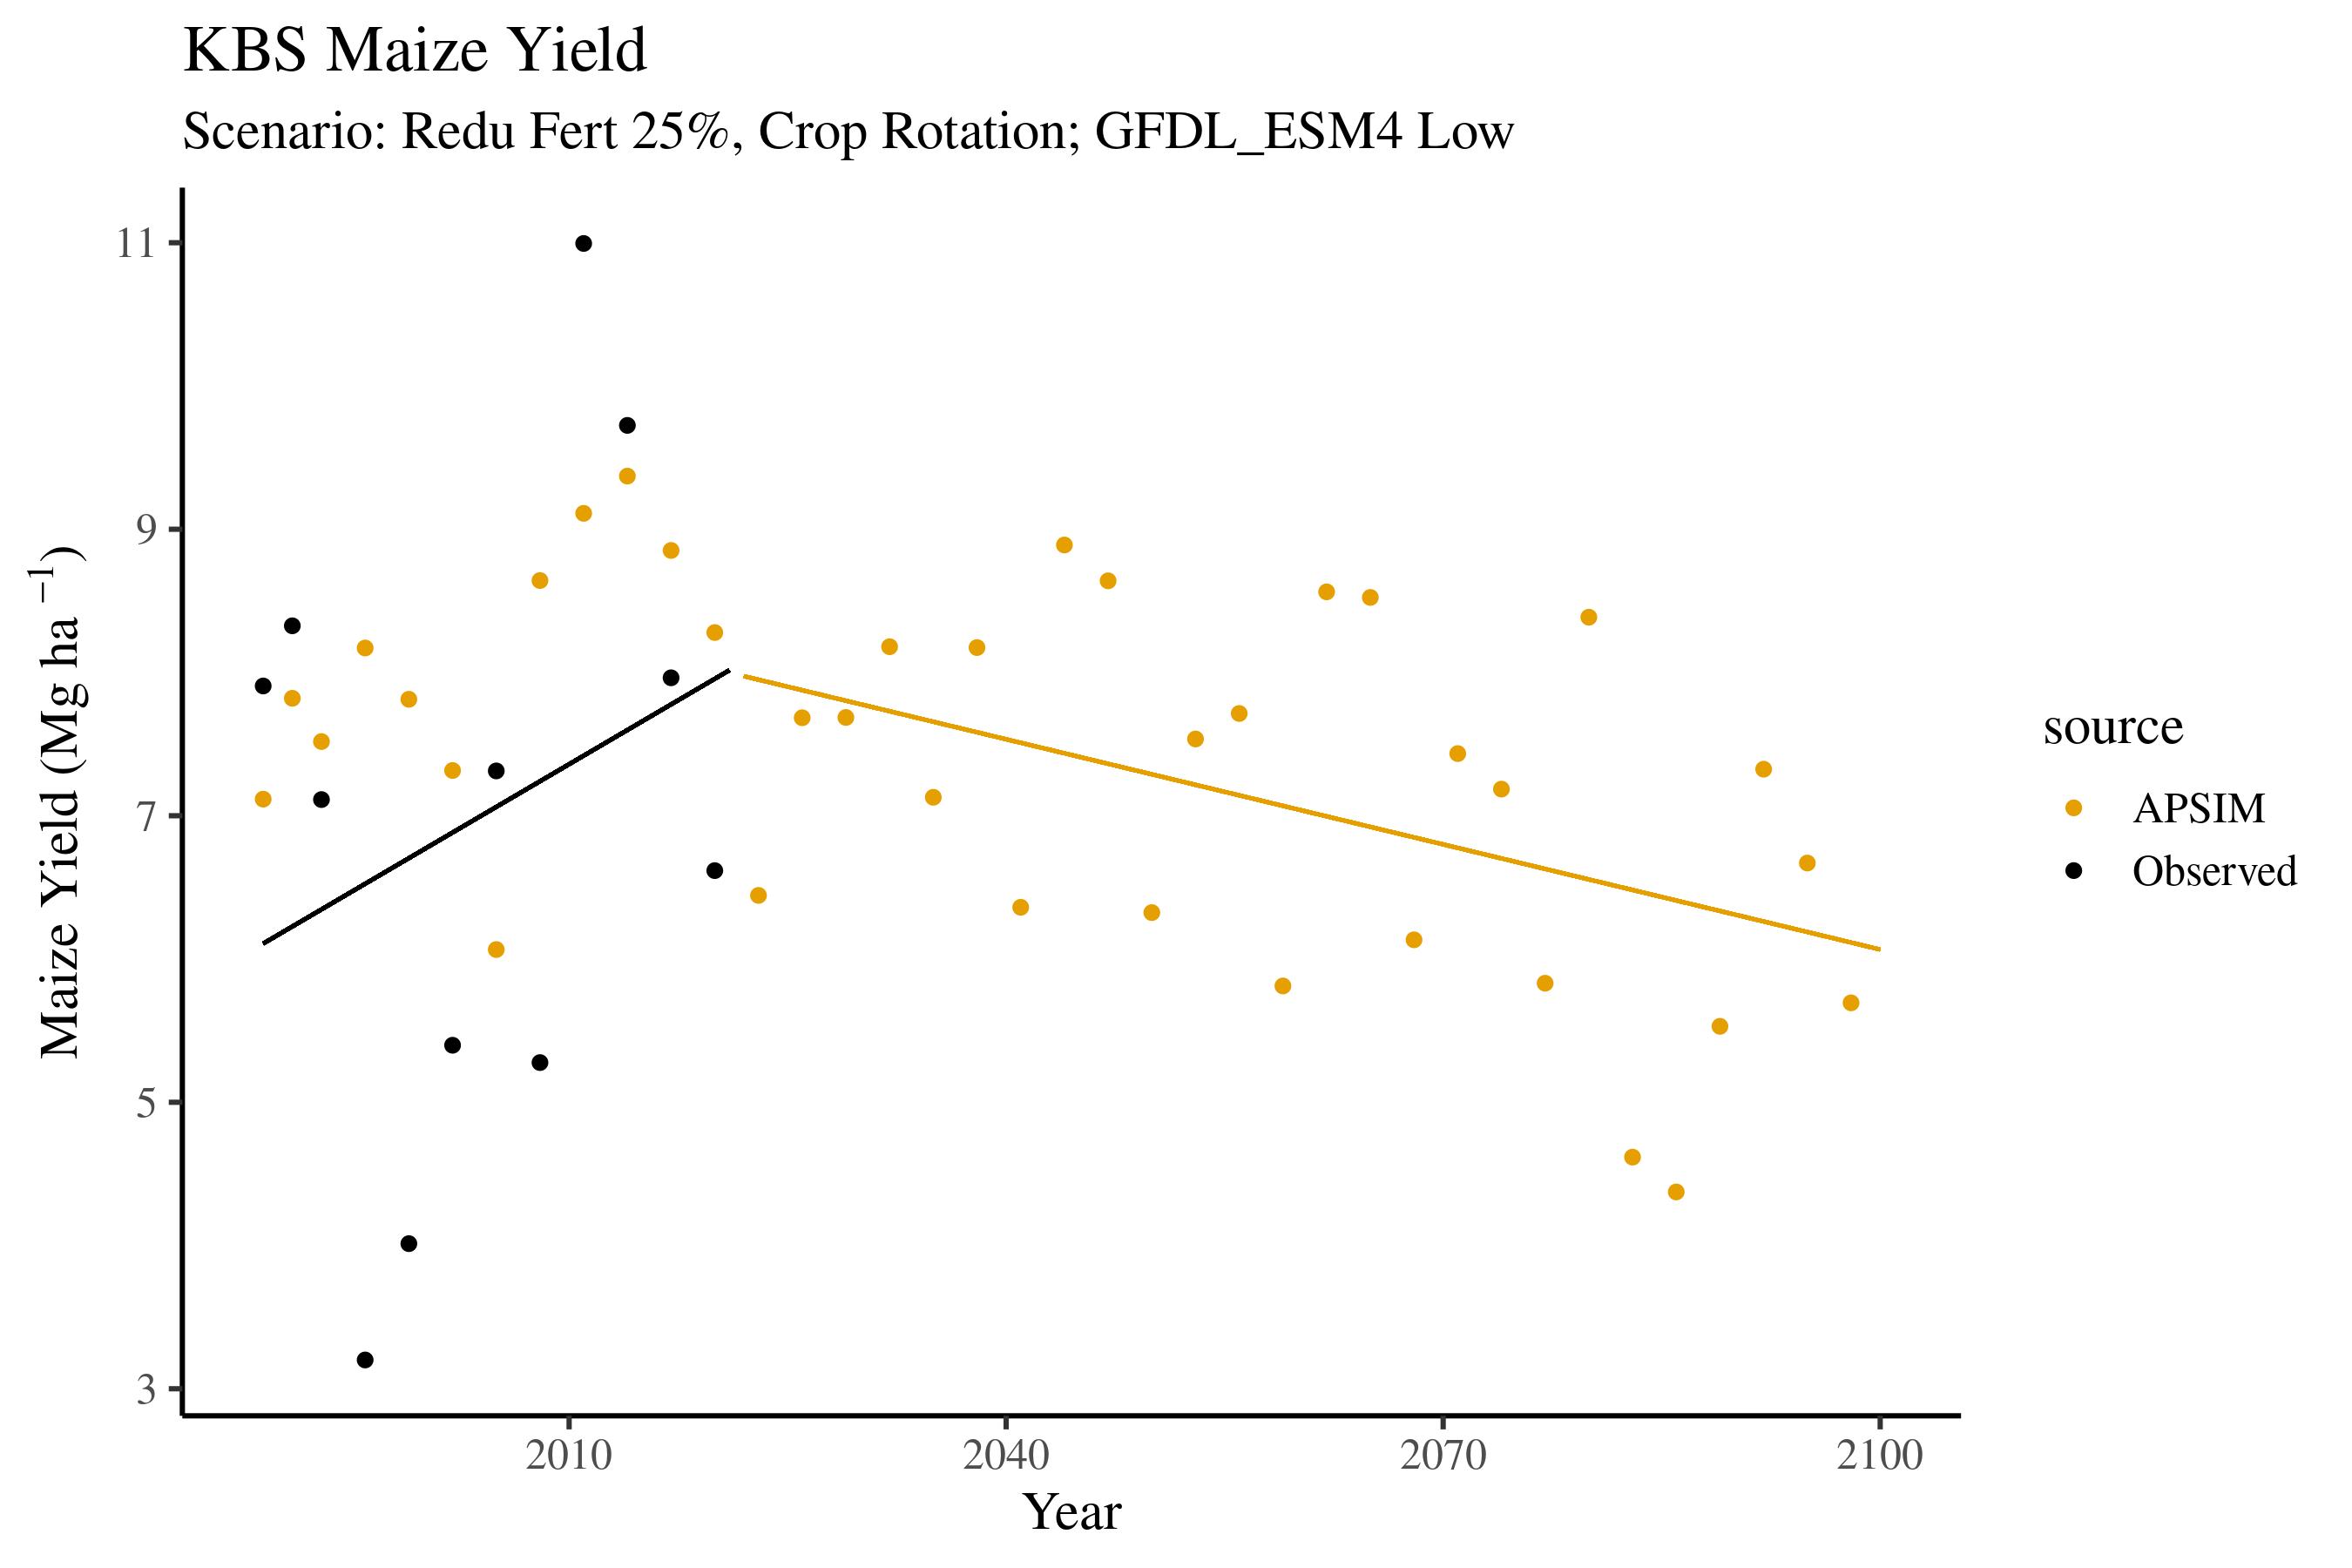 KBS Maize Yield
Scenario: Redu Fert 25%, Crop Rotation; GFDL_ESM4 Low
Maize Yield (Mg ha⁻¹)
11
9
7
5
3
2010
2040
2070
2100
Year
source
APSIM
Observed